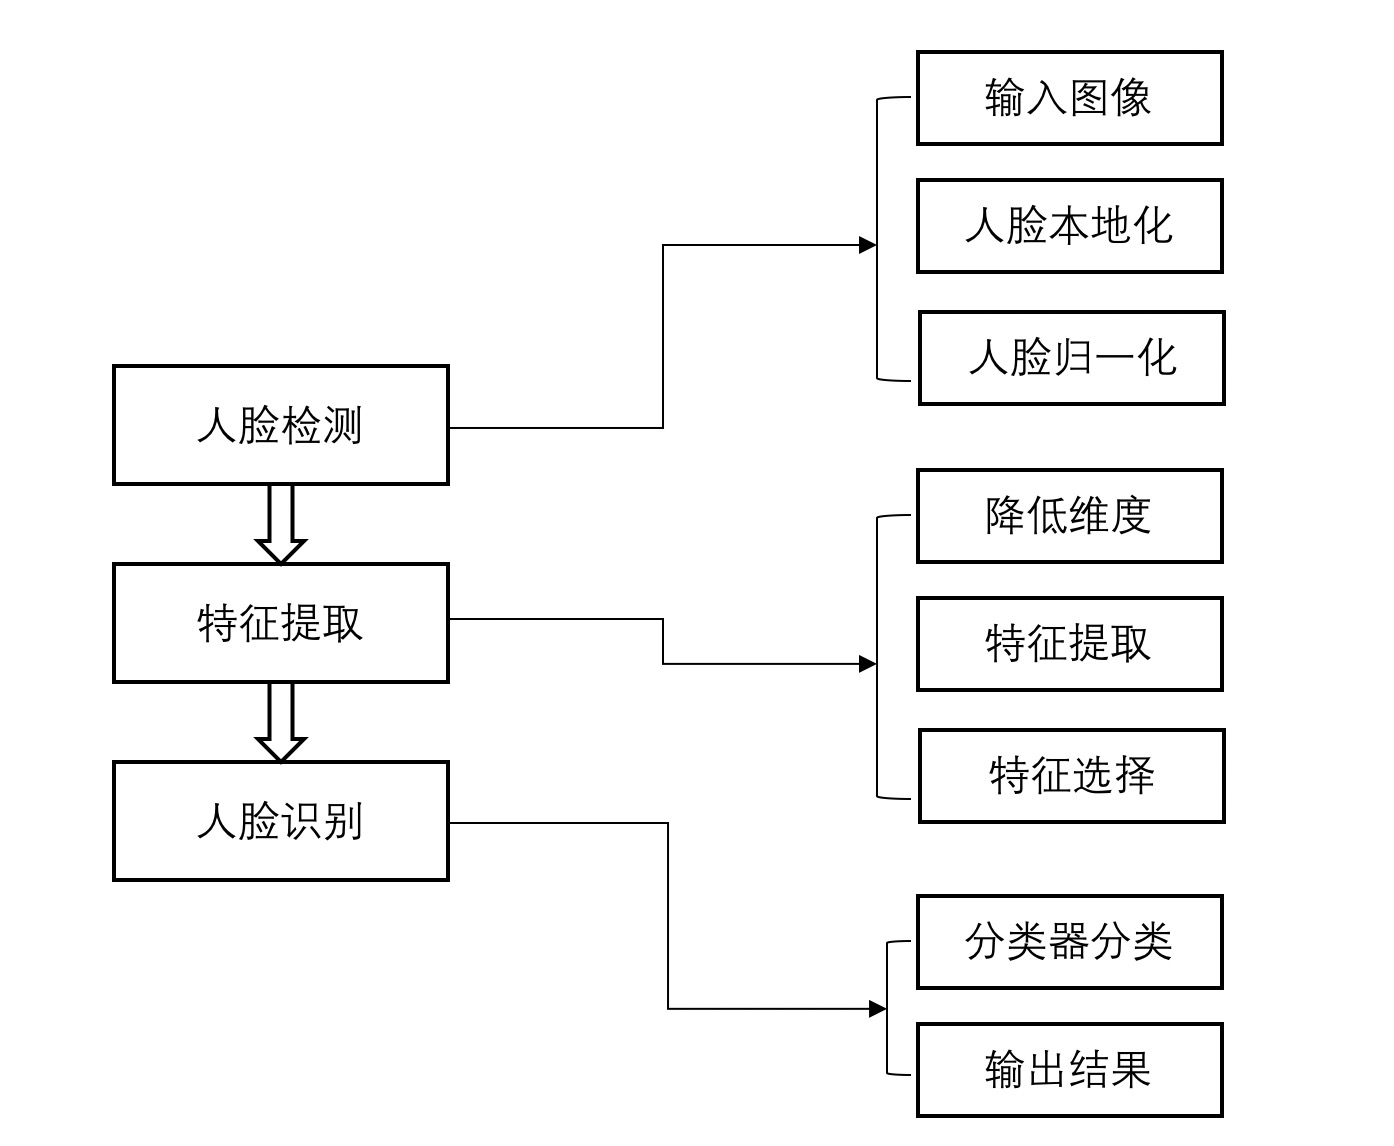 人脸检测
特征提取
人脸识别
输入图像
人脸本地化
人脸归一化
降低维度
特征提取
特征选择
分类器分类
输出结果